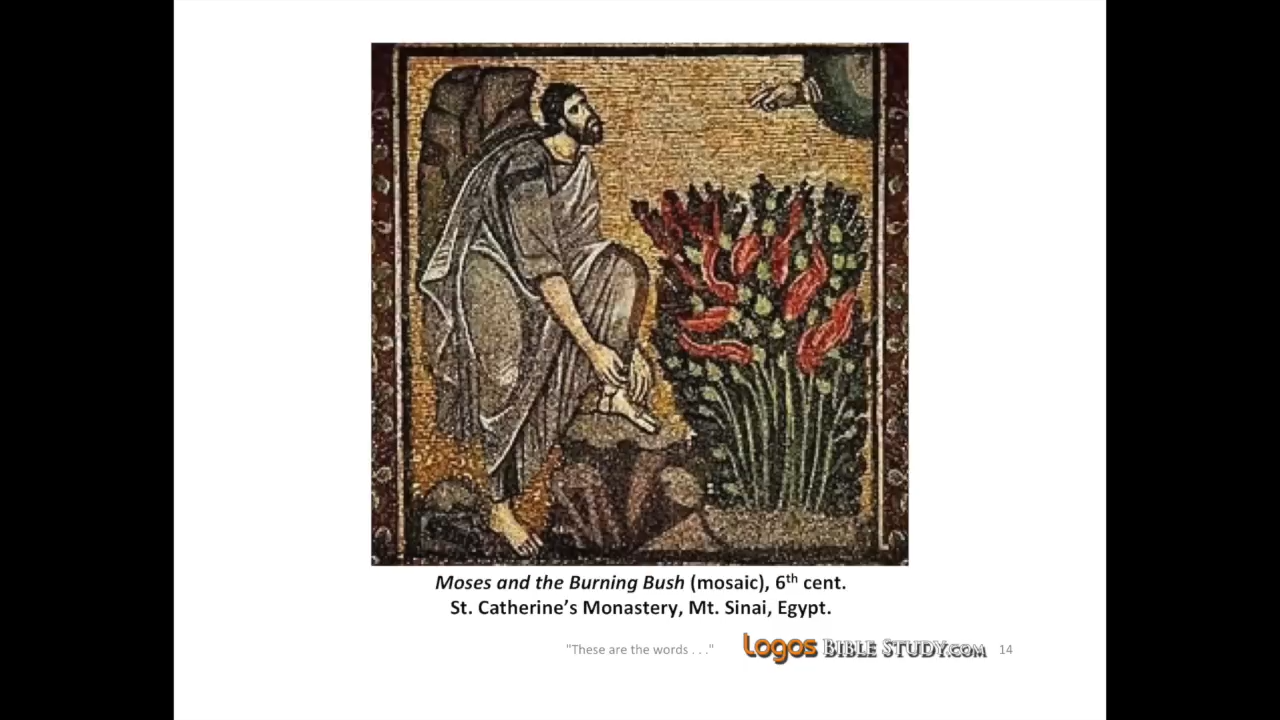 Moses and the Burning Bush (mosaic), 6th cent.
St. Catherine's Monastery, Mt. Sinai, Egypt.
"These are the words . . ."
Logos BIBLE STUDY.COM
14